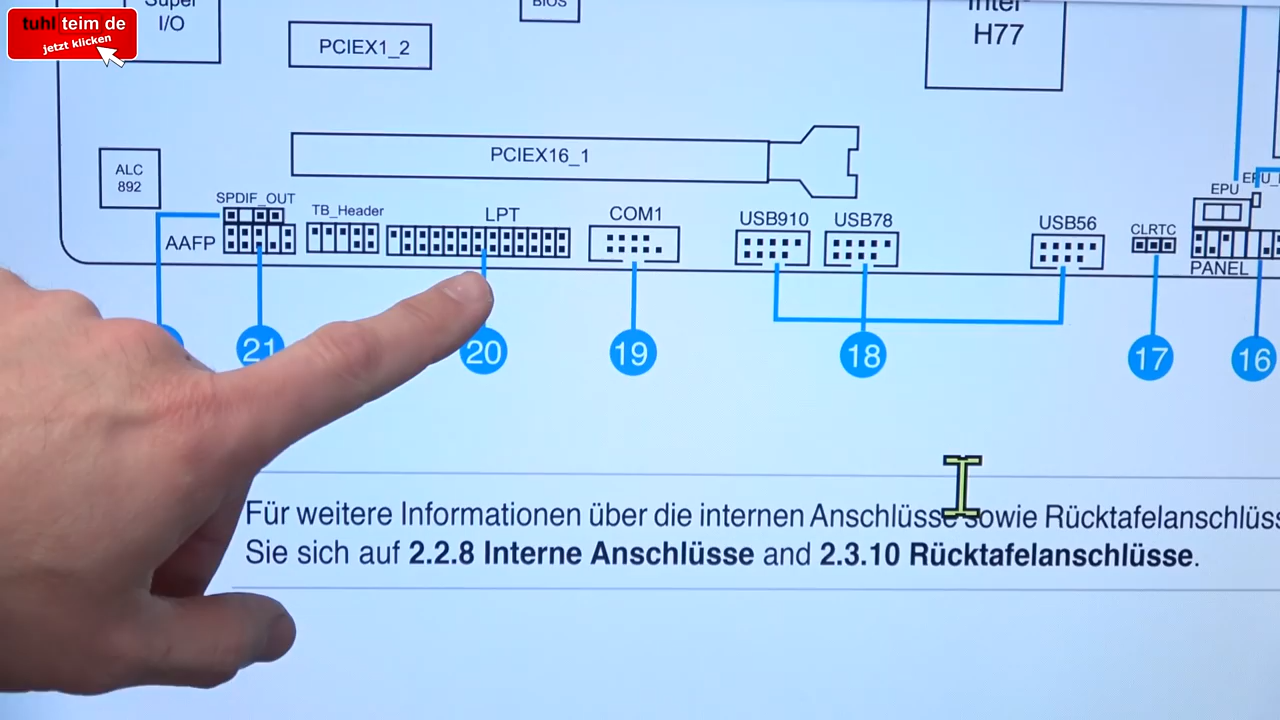 tuhl teim de
jetzt klicken
Super
I/O
BIOS
PCIEX1_2
Intel
H77
PCIEX16_1
ALC
892
SPDIF_OUT
AAFP
TB_Header
LPT
COM1
USB910
USB78
USB56
CLRTC
EPU
PANEL
21
20
19
18
17
16
Für weitere Informationen über die internen Anschlüsse sowie Rücktafelanschlüss
Sie sich auf 2.2.8 Interne Anschlüsse and 2.3.10 Rücktafelanschlüsse.